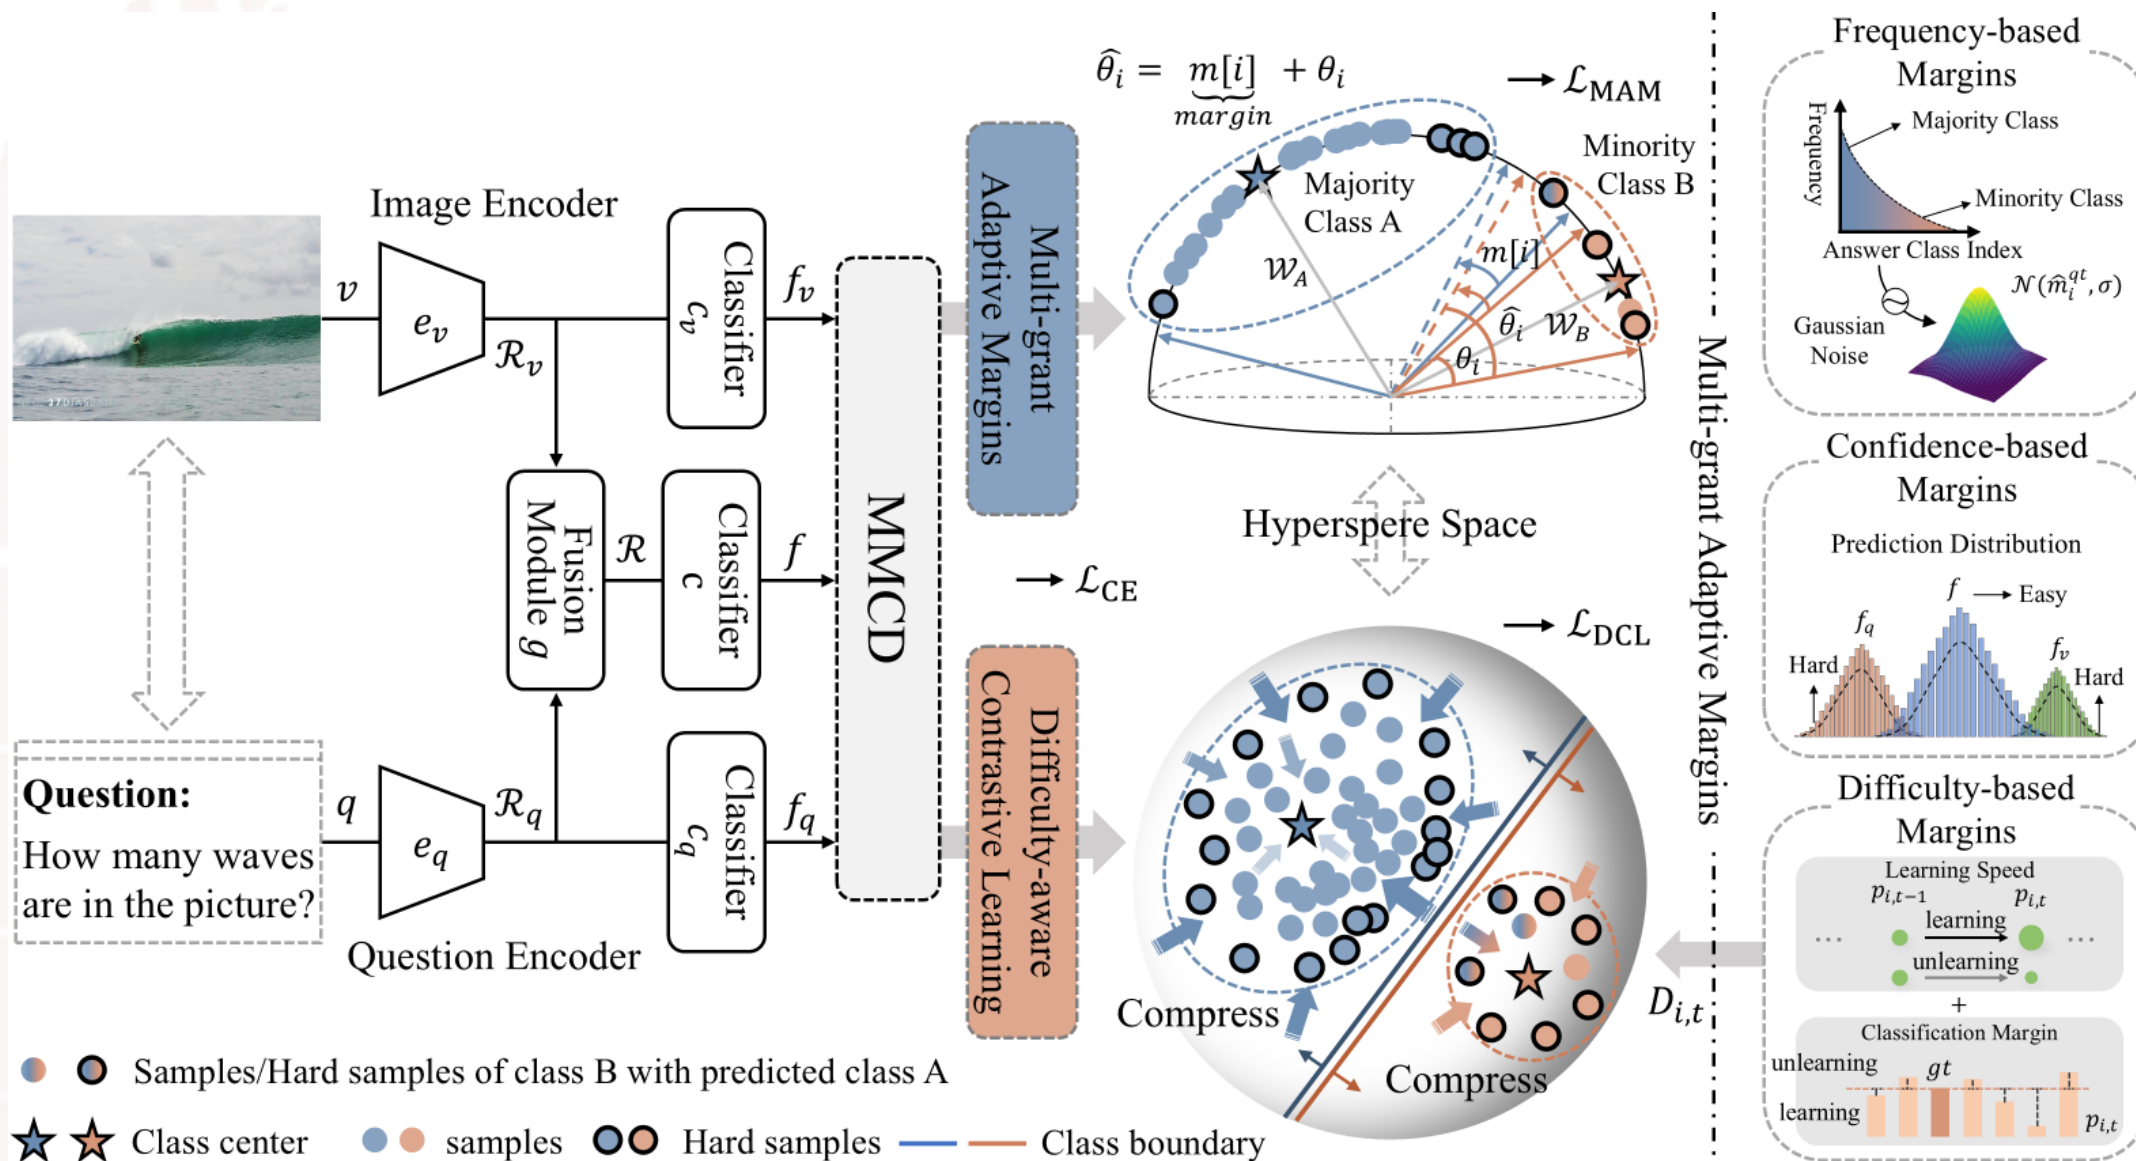 Image Encoder
v
e_v
R_v
Classifier
c_v
f_v
27DIAS
Fusion
Module g
R
Classifier
c
f
MMCD
Question:
How many waves
are in the picture?
q
e_q
R_q
Classifier
c_q
f_q
Question Encoder
Multi-grant
Adaptive Margins
Difficulty-aware
Contrastive Learning
→ L_CE
θ̂_i = m[i] + θ_i
margin
→ L_MAM
Majority
Class A
Minority
Class B
W_A
m[i]
θ̂_i
W_B
θ_i
Hyperspere Space
→ L_DCL
Compress
Compress
D_{i,t}
Multi-grant Adaptive Margins
Frequency-based
Margins
Frequency
Majority Class
Minority Class
Answer Class Index
N(m̂_i^{qt}, σ)
Gaussian
Noise
Confidence-based
Margins
Prediction Distribution
f → Easy
f_q
f_v
Hard
Hard
Difficulty-based
Margins
Learning Speed
p_{i,t−1}
p_{i,t}
learning
... ...
unlearning
+
Classification Margin
unlearning
gt
learning
p_{i,t}
Samples/Hard samples of class B with predicted class A
Class center
samples
Hard samples
Class boundary